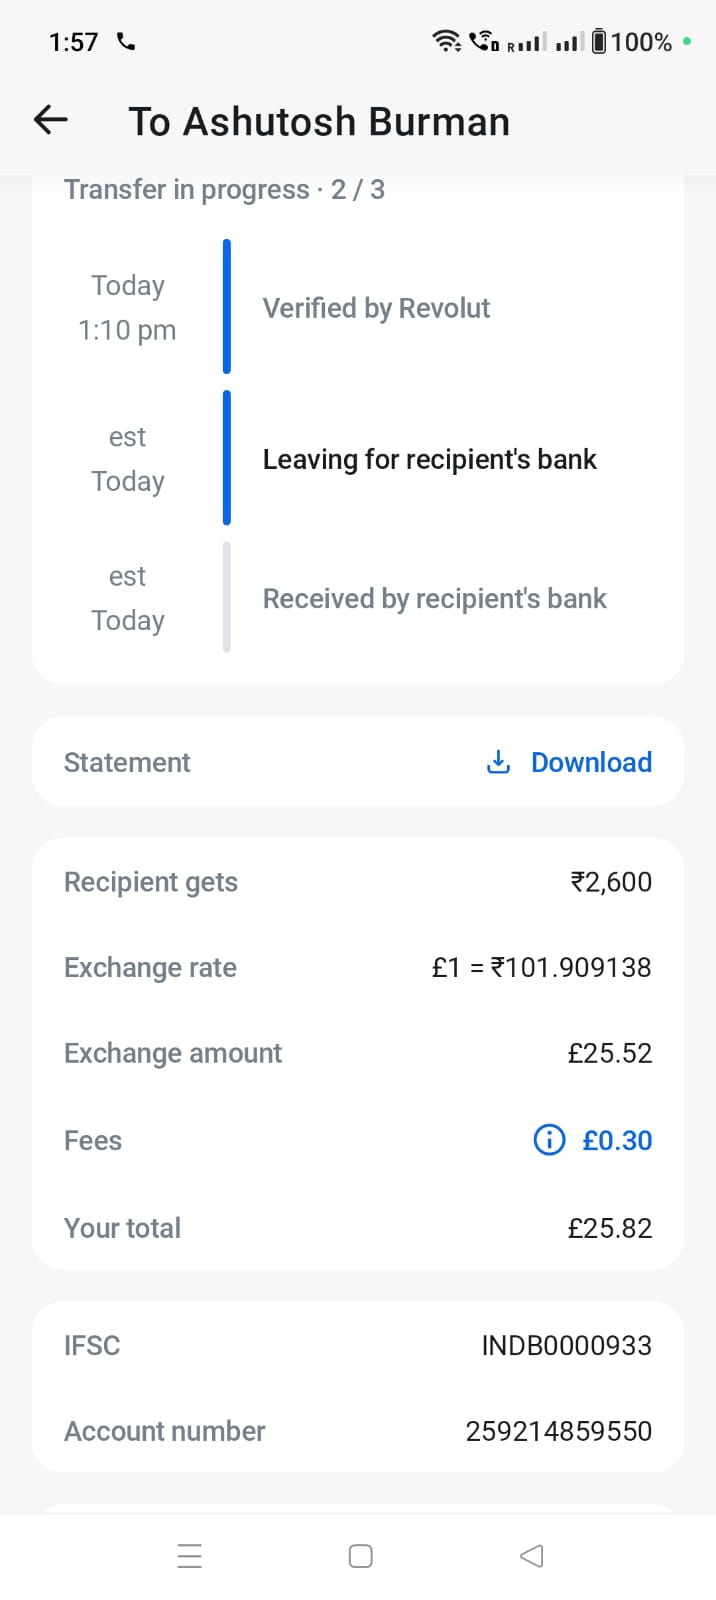 1:57
R
100%
To Ashutosh Burman
Transfer in progress · 2 / 3
Today
1:10 pm
Verified by Revolut
est
Today
Leaving for recipient's bank
est
Today
Received by recipient's bank
Statement
Download
Recipient gets ₹2,600
Exchange rate £1 = ₹101.909138
Exchange amount £25.52
Fees £0.30
Your total £25.82
IFSC INDB0000933
Account number 259214859550